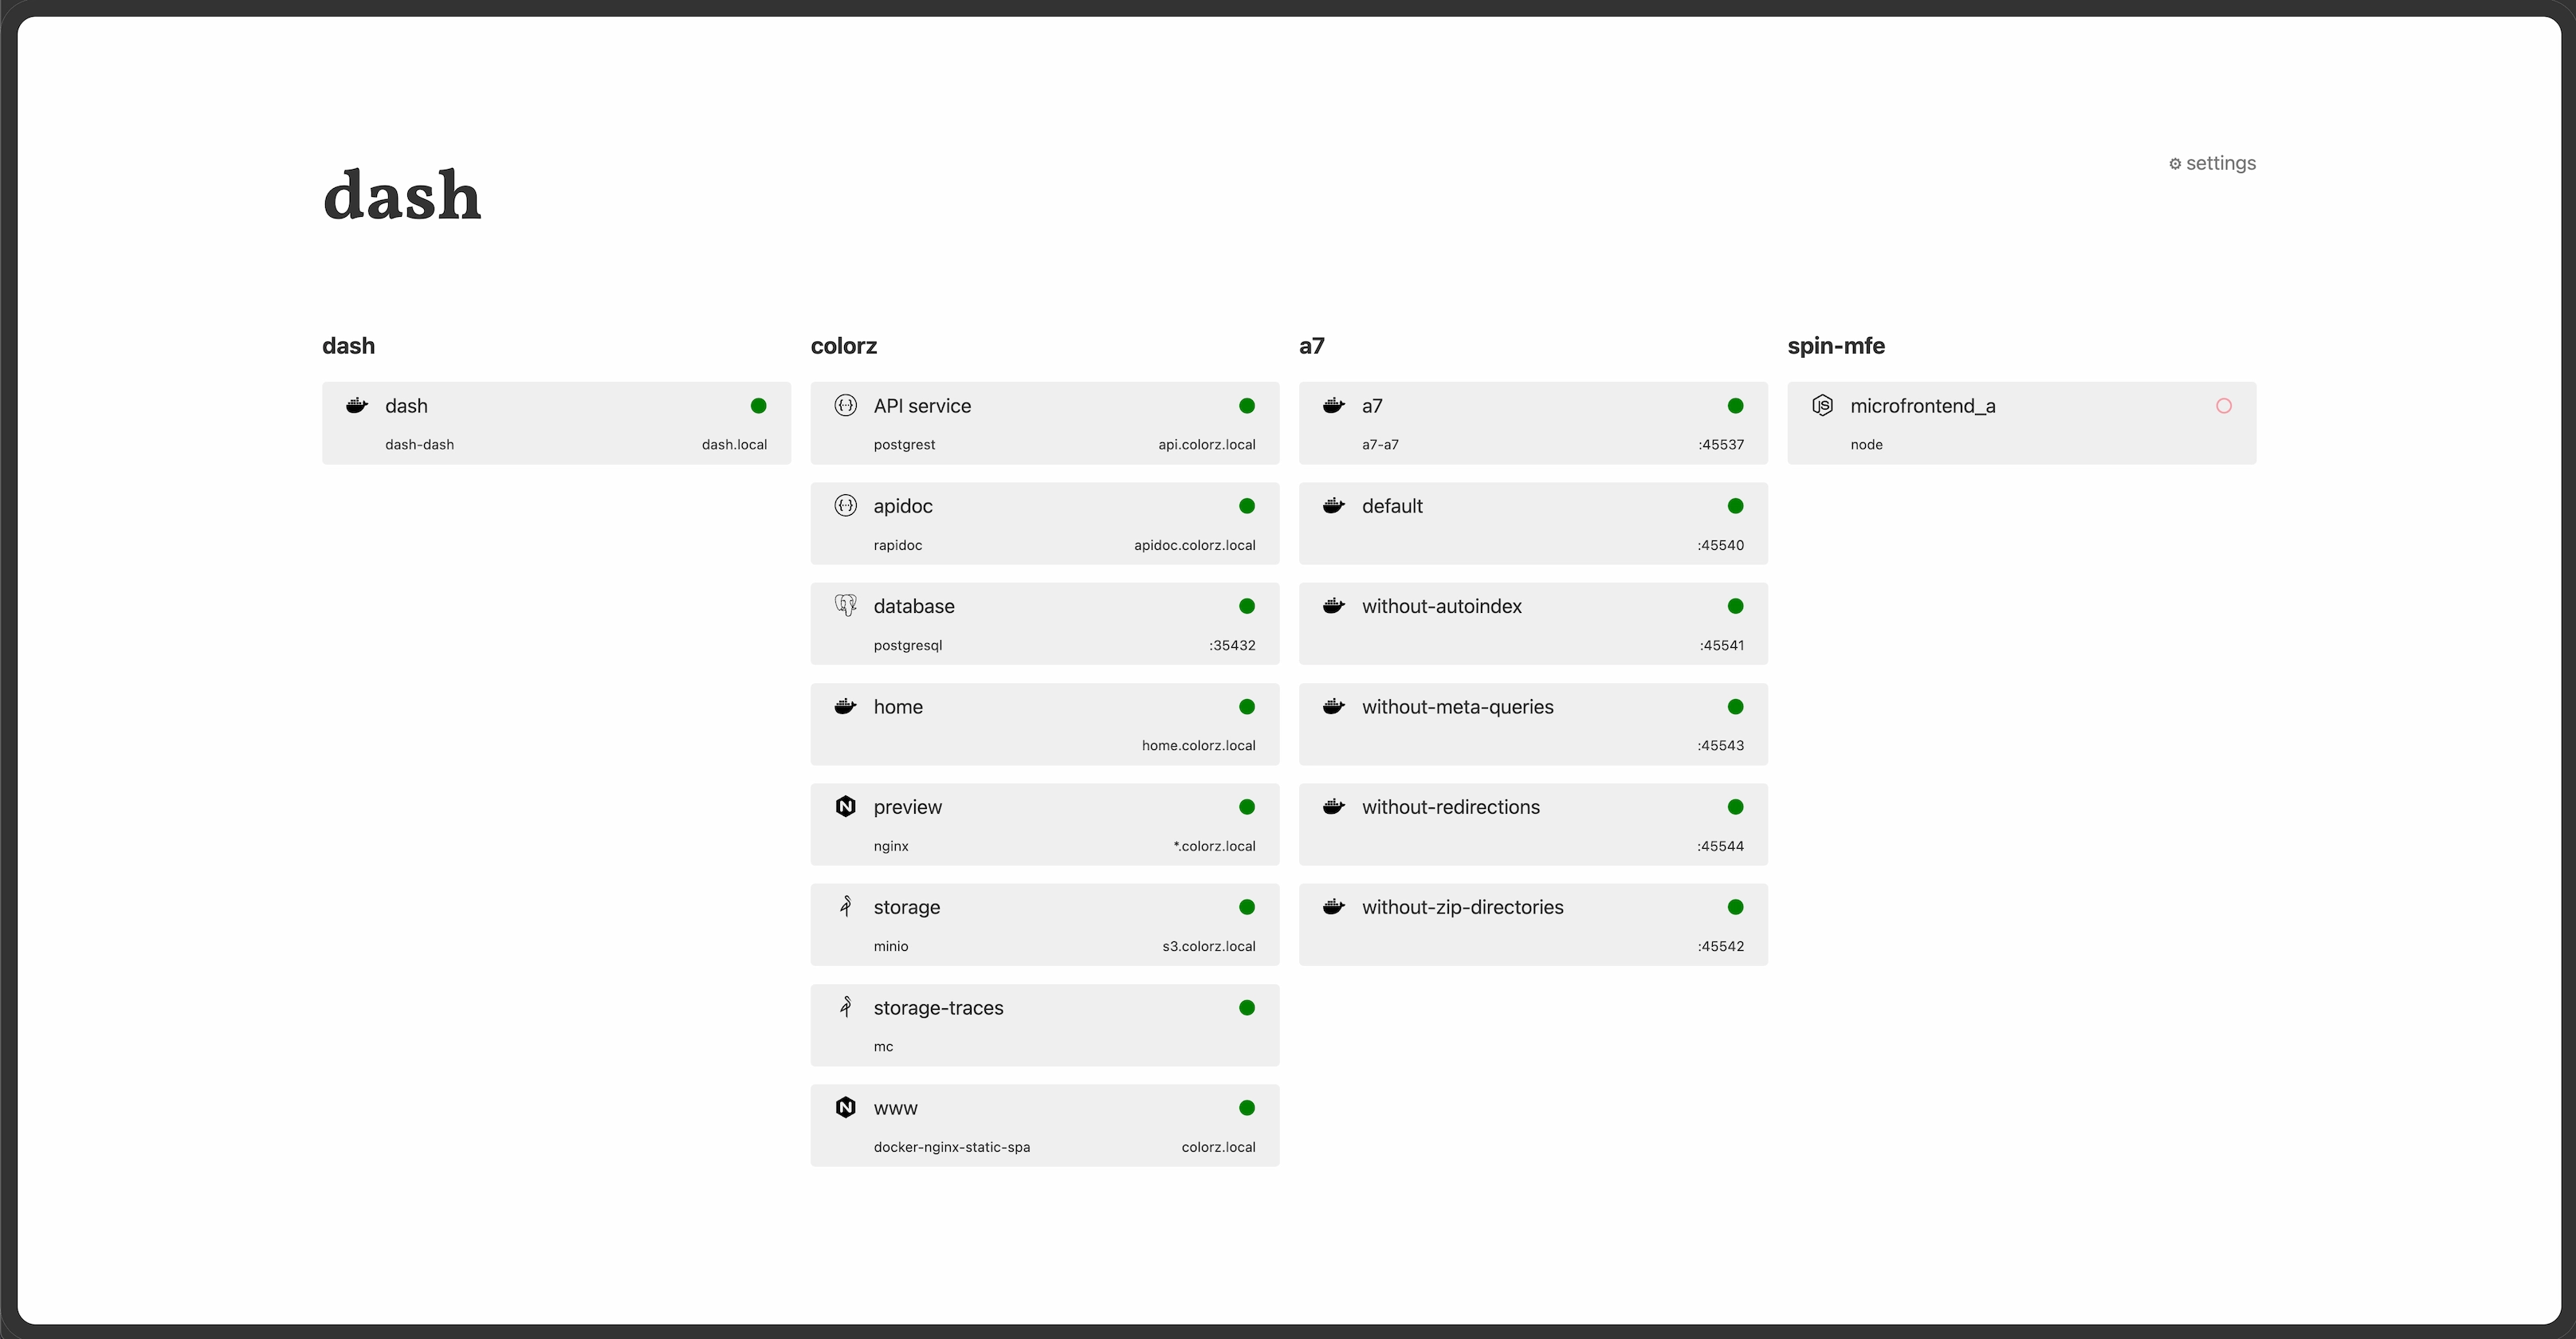 dash
⚙ settings
dash
dash
dash-dash dash.local
colorz
API service
postgrest api.colorz.local
apidoc
rapidoc apidoc.colorz.local
database
postgresql :35432
home
home.colorz.local
preview
nginx *.colorz.local
storage
minio s3.colorz.local
storage-traces
mc
www
docker-nginx-static-spa colorz.local
a7
a7
a7-a7 :45537
default
:45540
without-autoindex
:45541
without-meta-queries
:45543
without-redirections
:45544
without-zip-directories
:45542
spin-mfe
microfrontend_a
node